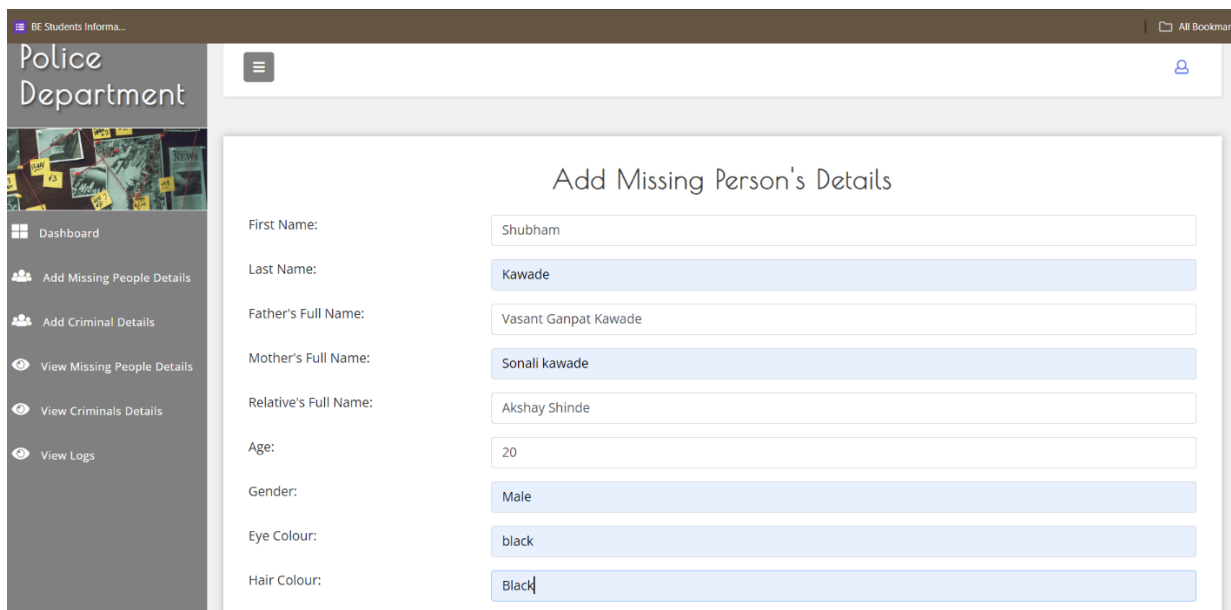 BE Students Informa...
All Bookmar
Police
Department
Dashboard
Add Missing People Details
Add Criminal Details
View Missing People Details
View Criminals Details
View Logs
Add Missing Person's Details
First Name:
Shubham
Last Name:
Kawade
Father's Full Name:
Vasant Ganpat Kawade
Mother's Full Name:
Sonali kawade
Relative's Full Name:
Akshay Shinde
Age:
20
Gender:
Male
Eye Colour:
black
Hair Colour:
Black